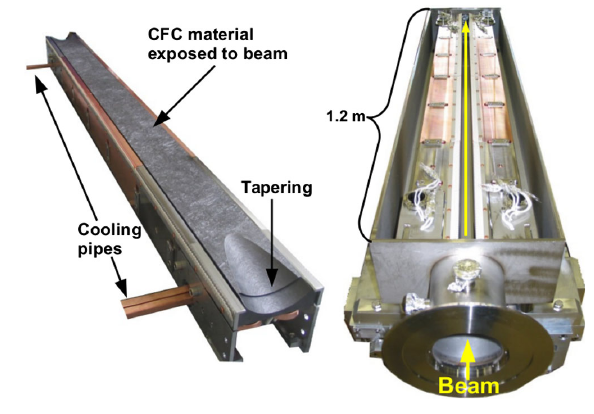 CFC material
exposed to beam
1.2 m
Tapering
Cooling
pipes
Beam